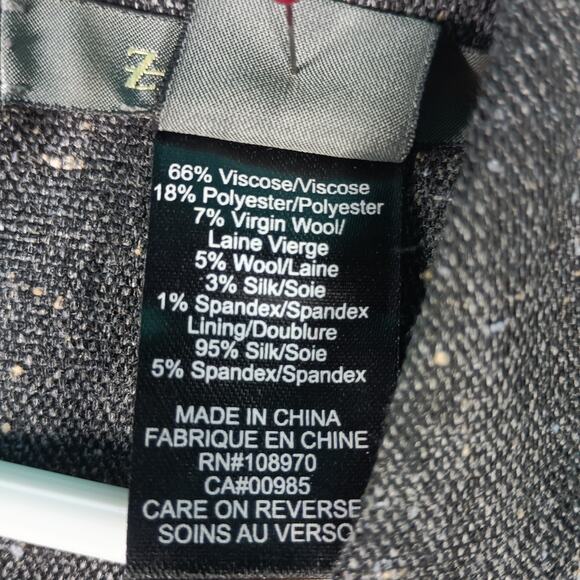 Z
66% Viscose/Viscose
18% Polyester/Polyester
7% Virgin Wool/
Laine Vierge
5% Wool/Laine
3% Silk/Soie
1% Spandex/Spandex
Lining/Doublure
95% Silk/Soie
5% Spandex/Spandex
MADE IN CHINA
FABRIQUE EN CHINE
RN#108970
CA#00985
CARE ON REVERSE
SOINS AU VERSO